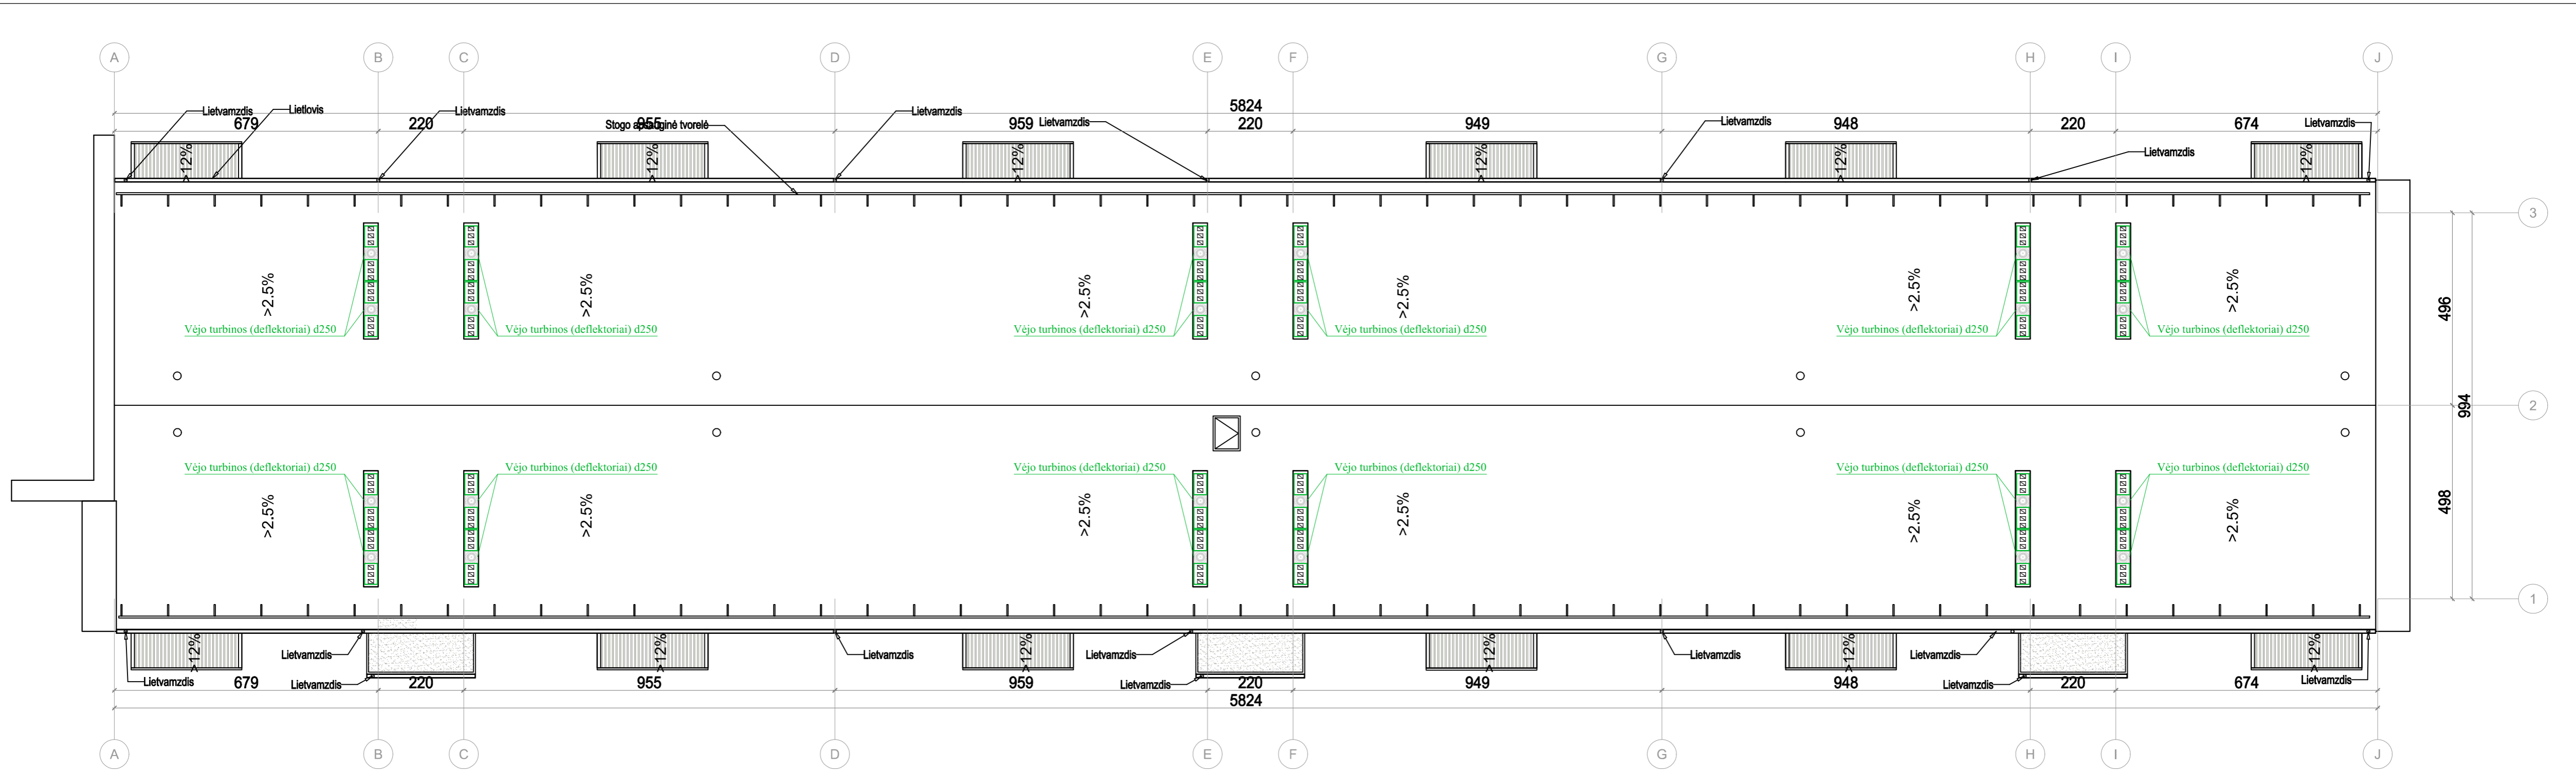 A B C D E F G H I J
5824
Lietvamzdis Lietlovis Lietvamzdis Lietvamzdis Lietvamzdis Lietvamzdis Lietvamzdis
679 220 955 959 220 949 948 220 674
Stogo apsauginė tvorelė
Lietvamzdis
12% 12% 12% 12% 12% 12%
3
>2.5% >2.5% >2.5% >2.5% >2.5% >2.5%
496
Vėjo turbinos (deflektoriai) d250 Vėjo turbinos (deflektoriai) d250 Vėjo turbinos (deflektoriai) d250 Vėjo turbinos (deflektoriai) d250 Vėjo turbinos (deflektoriai) d250 Vėjo turbinos (deflektoriai) d250
2
994
Vėjo turbinos (deflektoriai) d250 Vėjo turbinos (deflektoriai) d250 Vėjo turbinos (deflektoriai) d250 Vėjo turbinos (deflektoriai) d250 Vėjo turbinos (deflektoriai) d250 Vėjo turbinos (deflektoriai) d250
498
>2.5% >2.5% >2.5% >2.5% >2.5% >2.5%
1
12% 12% 12% 12% 12% 12%
Lietvamzdis Lietvamzdis Lietvamzdis Lietvamzdis Lietvamzdis
Lietvamzdis Lietvamzdis Lietvamzdis Lietvamzdis Lietvamzdis
679 220 955 959 220 949 948 220 674
5824
A B C D E F G H I J